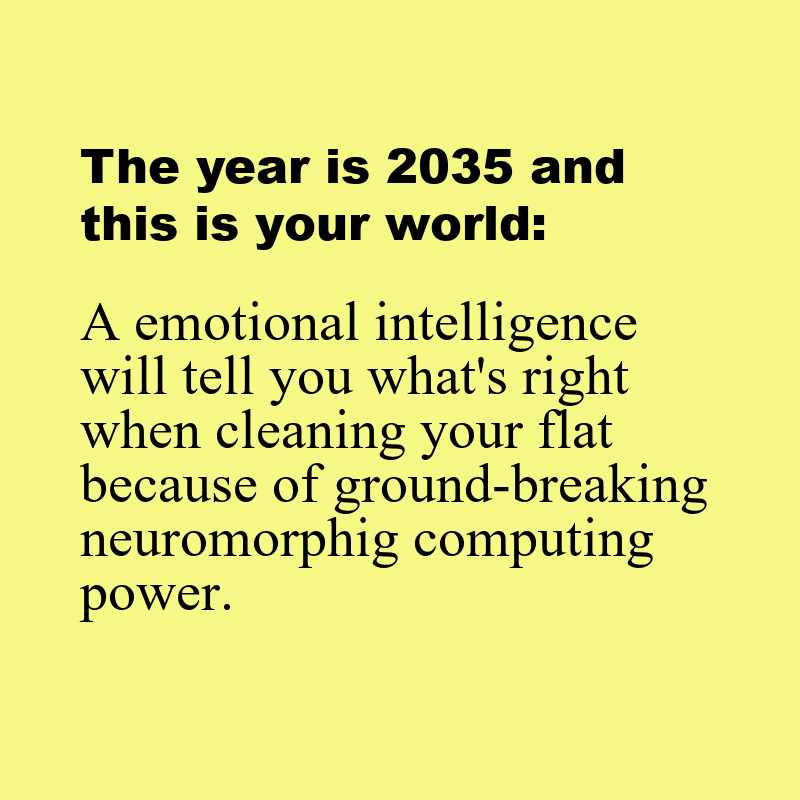 The year is 2035 and
this is your world:
A emotional intelligence
will tell you what's right
when cleaning your flat
because of ground-breaking
neuromorphig computing
power.